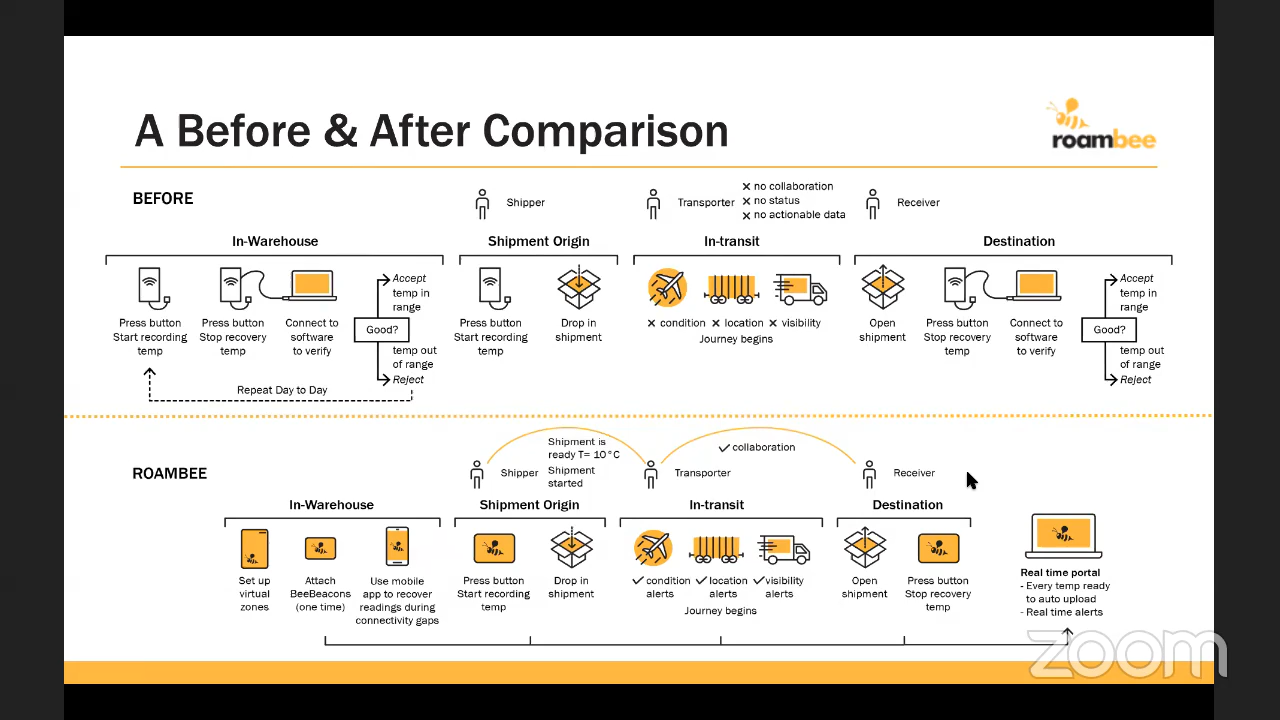 A Before & After Comparison
roambee
BEFORE
Shipper
Transporter
✕ no collaboration
✕ no status
✕ no actionable data
Receiver
In-Warehouse
Shipment Origin
In-transit
Destination
Press button
Start recording
temp
Press button
Stop recovery
temp
Connect to
software
to verify
Accept
temp in
range
Good?
temp out
of range
Reject
Repeat Day to Day
Press button
Start recording
temp
Drop in
shipment
✕ condition ✕ location ✕ visibility
Journey begins
Open
shipment
Press button
Stop recovery
temp
Connect to
software
to verify
Accept
temp in
range
Good?
temp out
of range
Reject
ROAMBEE
Shipper
Shipment is
ready T= 10°C
Shipment
started
Transporter
✓ collaboration
Receiver
In-Warehouse
Shipment Origin
In-transit
Destination
Set up
virtual
zones
Attach
BeeBeacons
(one time)
Use mobile
app to recover
readings during
connectivity gaps
Press button
Start recording
temp
Drop in
shipment
✓ condition
alerts
✓ location
alerts
✓ visibility
alerts
Journey begins
Open
shipment
Press button
Stop recovery
temp
Real time portal
- Every temp ready
to auto upload
- Real time alerts
zoom